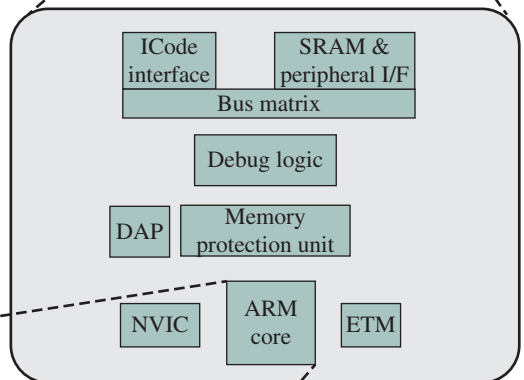 ICode
interface
SRAM &
peripheral I/F
Bus matrix
Debug logic
DAP
Memory
protection unit
NVIC
ARM
core
ETM